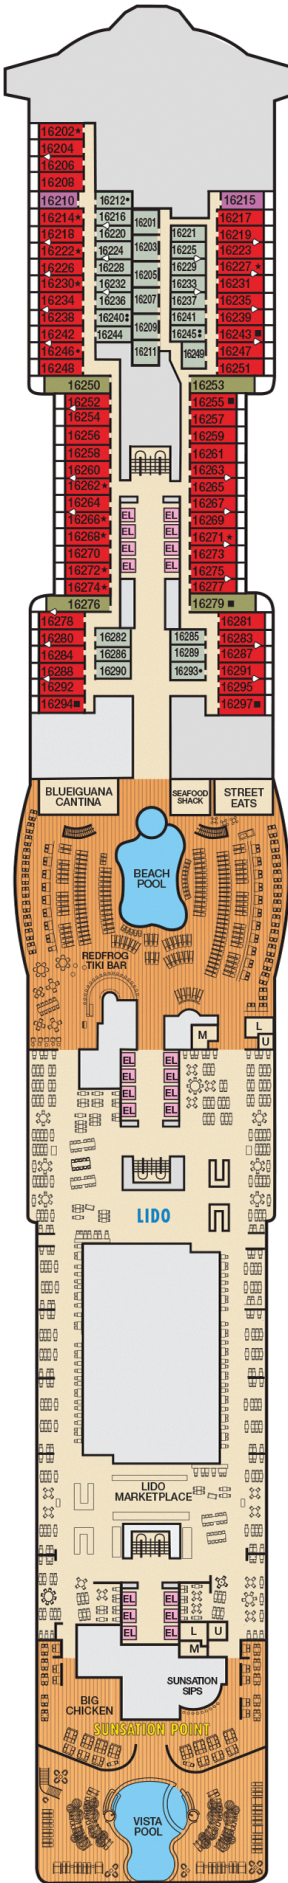 16202★
16204
16206
16208
16210 16212• 16215
16214★ 16216 16201 16217
16218 16220 16221 16219
16222★ 16224 16203 16225 16223
16226 16228 16205 16229 16227★
16230★ 16232 16233 16231
16234 16236 16207 16237 16235
16238 16240: 16209 16241 16239
16242 16244 16245: 16243■
16246★ 16211 16249 16247
16248 16251
16250 16253
16252 16255■
16254 16257
16256 16259
16258 16261
16260 16263
16262★ 16265
16264 16267
16266★ 16269
16268★ 16271★
16270 16273
16272★ 16275
16274★ 16277
EL EL
EL EL
EL EL
EL EL
16276 16279■
16278 16281
16280 16282 16285 16283
16284 16286 16289 16287
16288 16290 16293• 16291
16292 16295
16294■ 16297■
BLUEIGUANA
CANTINA
SEAFOOD
SHACK
STREET
EATS
BEACH
POOL
REDFROG
TIKI BAR
M L
U
EL EL
EL EL
EL EL
EL EL
LIDO
LIDO
MARKETPLACE
EL EL
EL EL
EL EL
L U
M
SUNSATION
SIPS
BIG
CHICKEN
SUNSATION POINT
VISTA
POOL